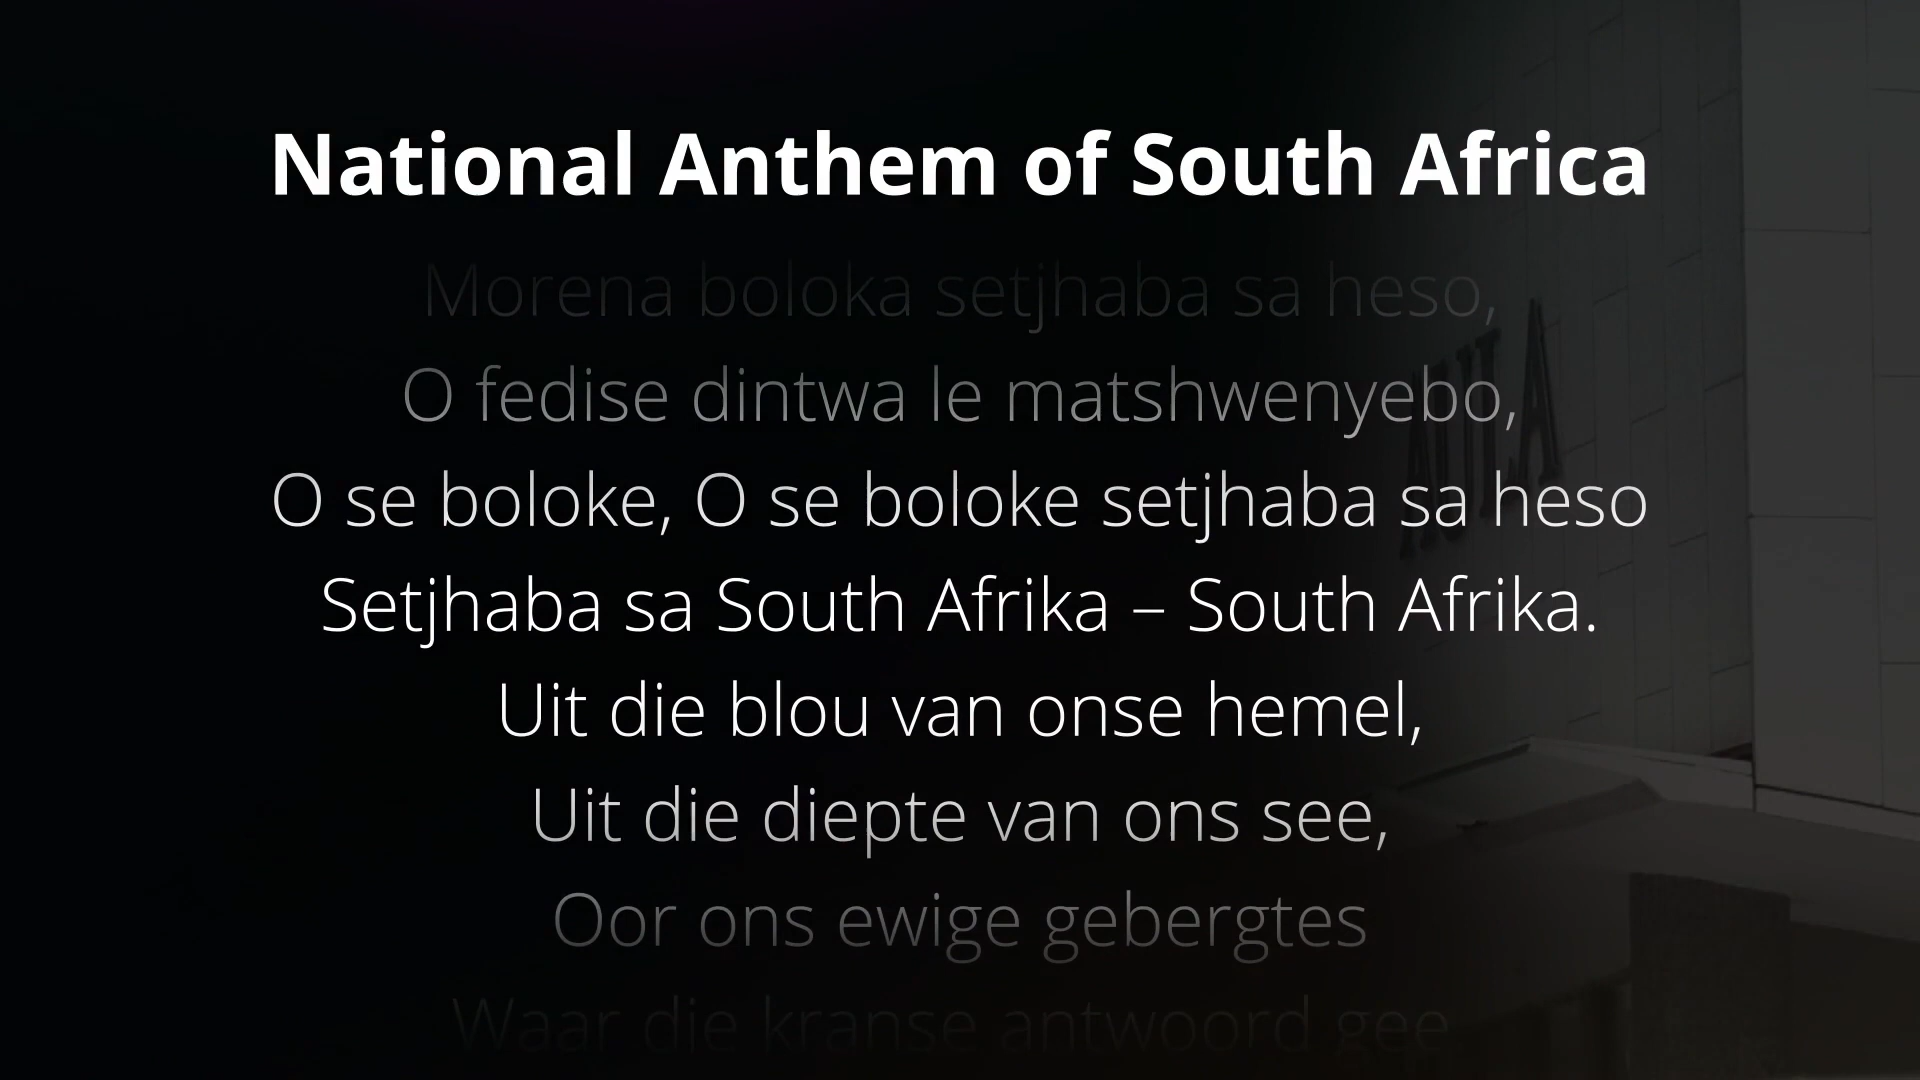 National Anthem of South Africa
Morena boloka setjhaba sa heso,
O fedise dintwa le matshwenyebo,
O se boloke, O se boloke setjhaba sa heso
Setjhaba sa South Afrika – South Afrika.
Uit die blou van onse hemel,
Uit die diepte van ons see,
Oor ons ewige gebergtes
Waar die kranse antwoord gee.
AULA